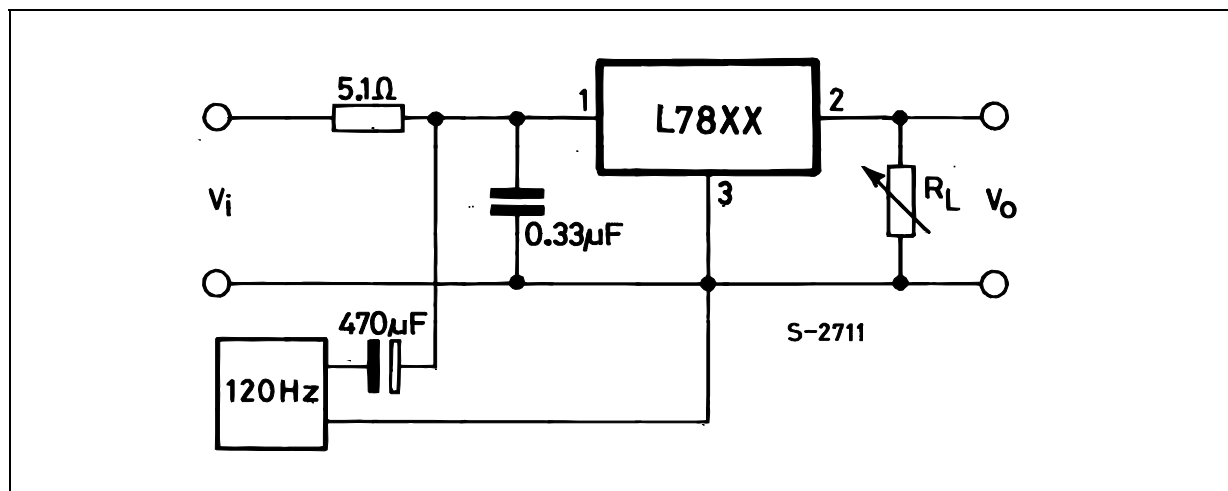 5.1Ω
1
L78XX
2
3
Vi
0.33μF
RL
Vo
470μF
S-2711
120Hz